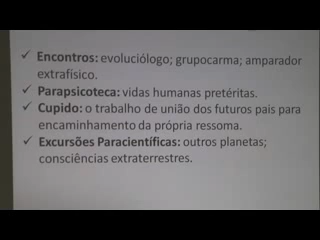 ✓ Encontros: evoluciólogo; grupocarma; amparador
extrafísico.
✓ Parapsicoteca: vidas humanas pretéritas.
✓ Cupido: o trabalho de união dos futuros pais para
encaminhamento da própria ressoma.
✓ Excursões Paracientíficas: outros planetas;
consciências extraterrestres.